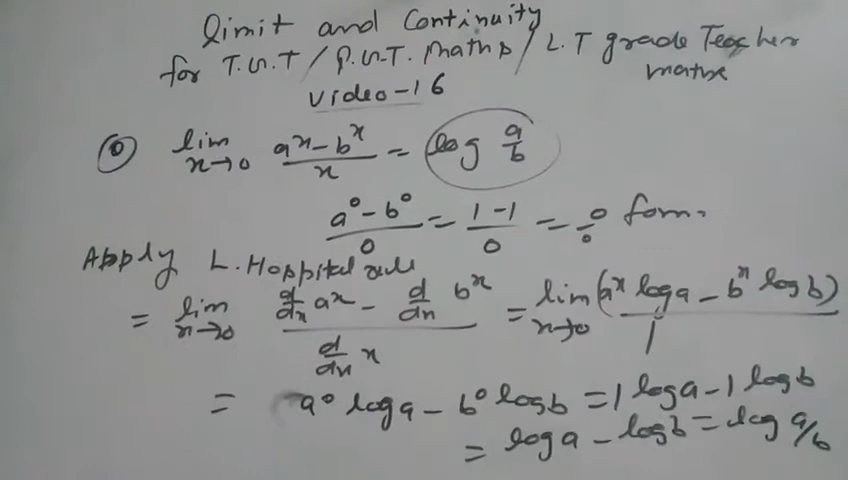 limit and Continuity
for T.G.T / P.G.T. Maths / L.T grade Teacher
maths
Video-16
lim x→0 (a^x - b^x)/x = log a/b
(a^0 - b^0)/0 = (1-1)/0 = 0/0 form.
Apply L.Hospital rule
= lim x→0 (d/dx a^x - d/dx b^x)/(d/dx x) = lim x→0 (a^x log a - b^x log b)/1
= a^0 log a - b^0 log b = 1 log a - 1 log b
= log a - log b = log a/b